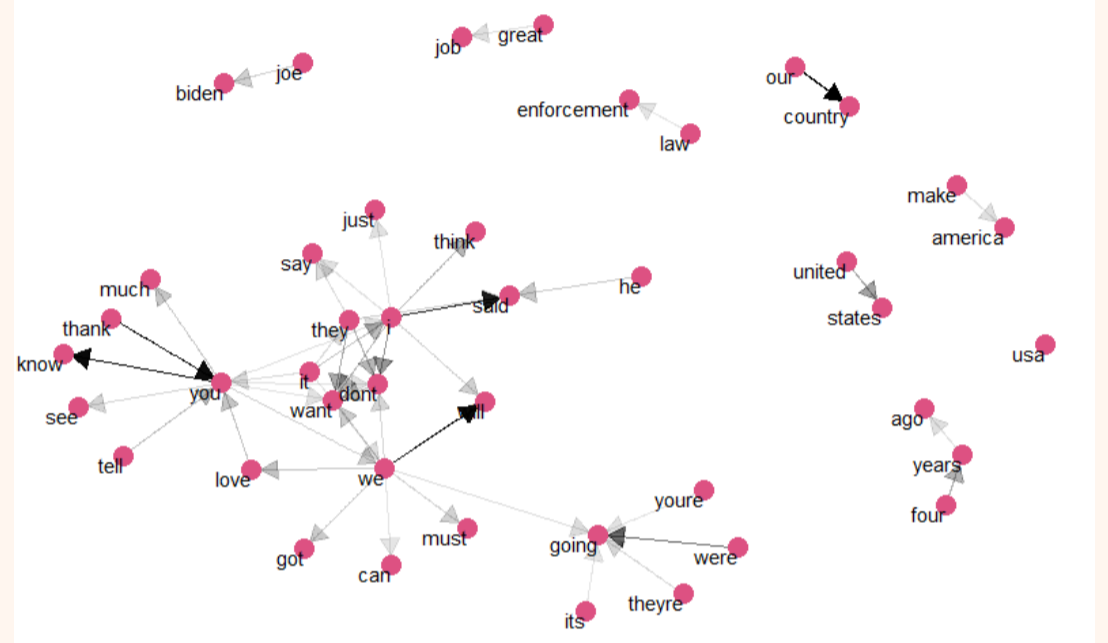 great
job
joe
biden
our
country
enforcement
law
make
america
just
think
say
united
states
much
he
said
thank
they
i
know
usa
you
it
dont
want
see
ago
tell
love
we
years
youre
four
must
going
got
can
were
theyre
its